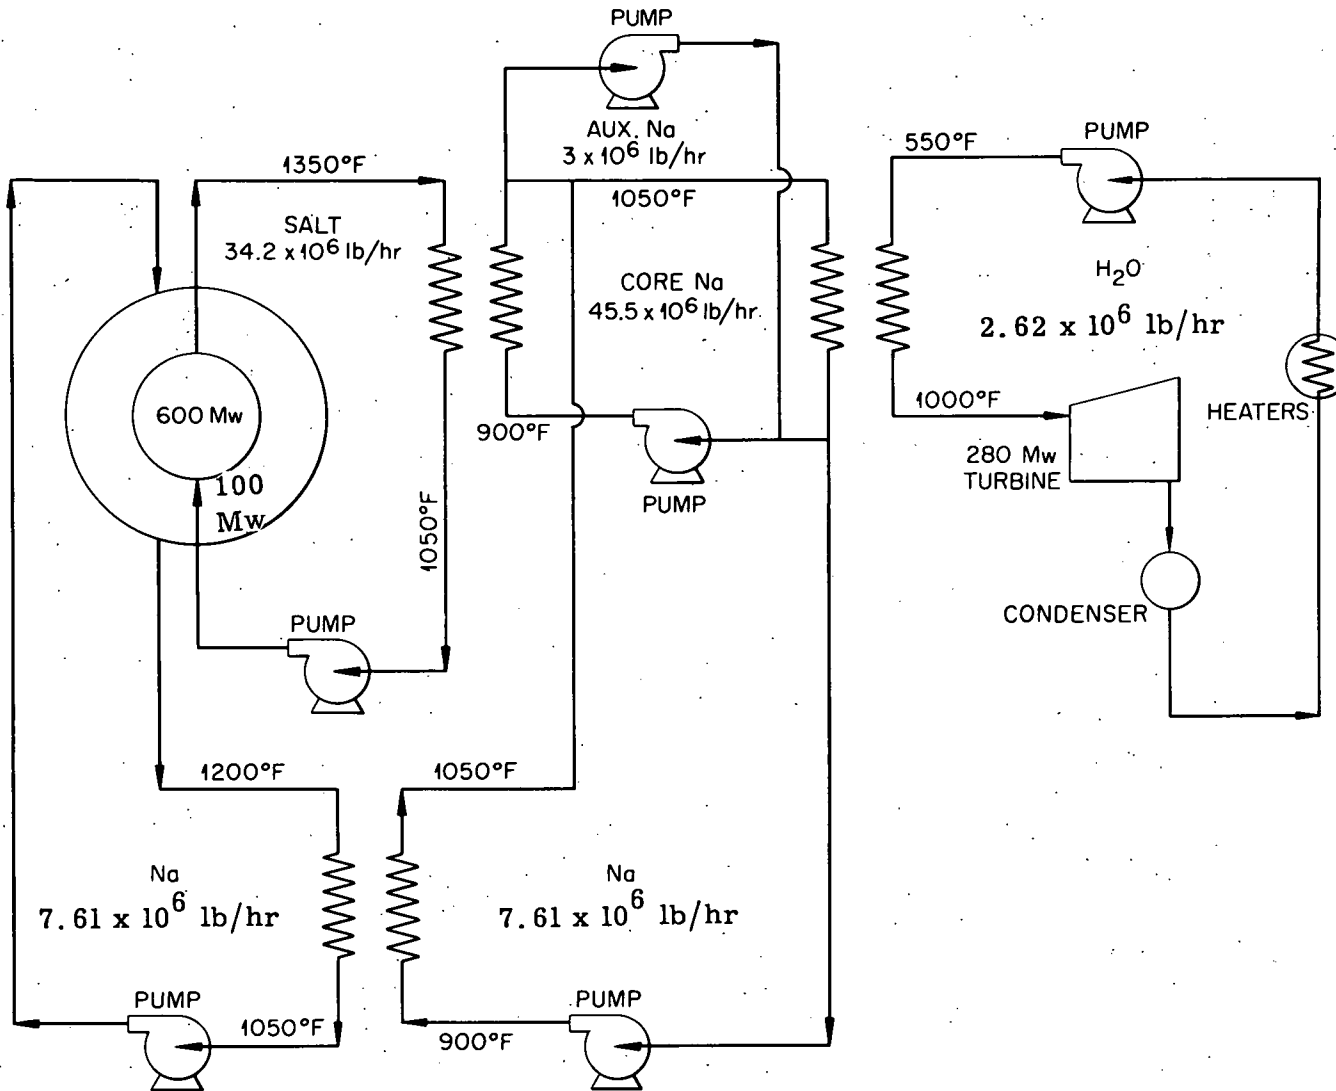 PUMP
AUX. Na
3 x 10⁶ lb/hr
550°F
PUMP
1350°F
1050°F
SALT
34.2 x 10⁶ lb/hr
CORE Na
45.5 x 10⁶ lb/hr
H₂O
2.62 x 10⁶ lb/hr
600 Mw
100
Mw
900°F
PUMP
1000°F
HEATERS
280 Mw
TURBINE
1050°F
CONDENSER
PUMP
1200°F
1050°F
Na
7.61 x 10⁶ lb/hr
Na
7.61 x 10⁶ lb/hr
PUMP
1050°F
PUMP
900°F